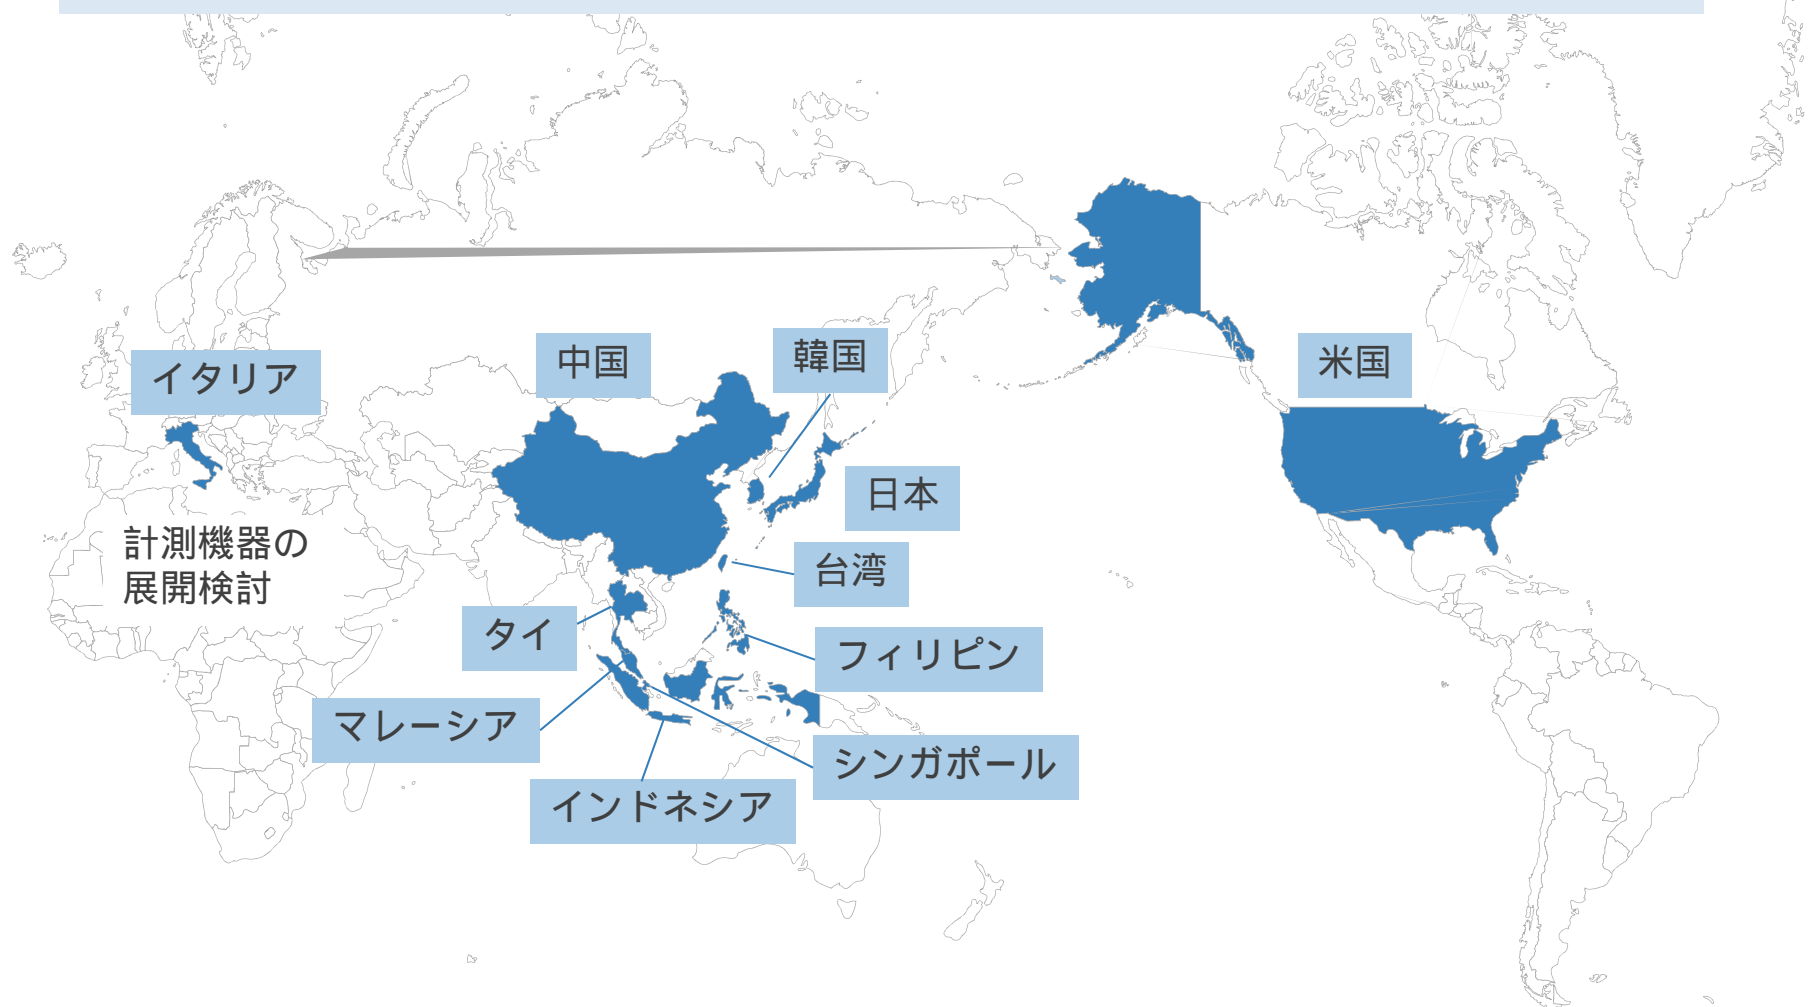 イタリア
中国
韓国
米国
日本
計測機器の
展開検討
台湾
タイ
フィリピン
マレーシア
シンガポール
インドネシア